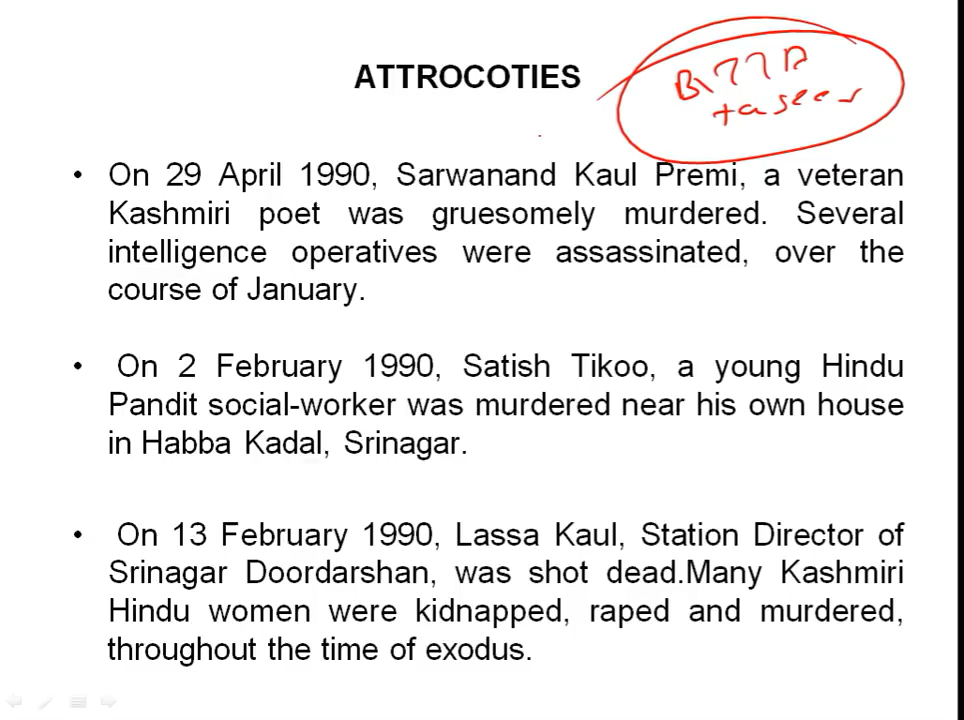 ATTROCOTIES
BITTA
taseer
• On 29 April 1990, Sarwanand Kaul Premi, a veteran
Kashmiri poet was gruesomely murdered. Several
intelligence operatives were assassinated, over the
course of January.
• On 2 February 1990, Satish Tikoo, a young Hindu
Pandit social-worker was murdered near his own house
in Habba Kadal, Srinagar.
• On 13 February 1990, Lassa Kaul, Station Director of
Srinagar Doordarshan, was shot dead.Many Kashmiri
Hindu women were kidnapped, raped and murdered,
throughout the time of exodus.